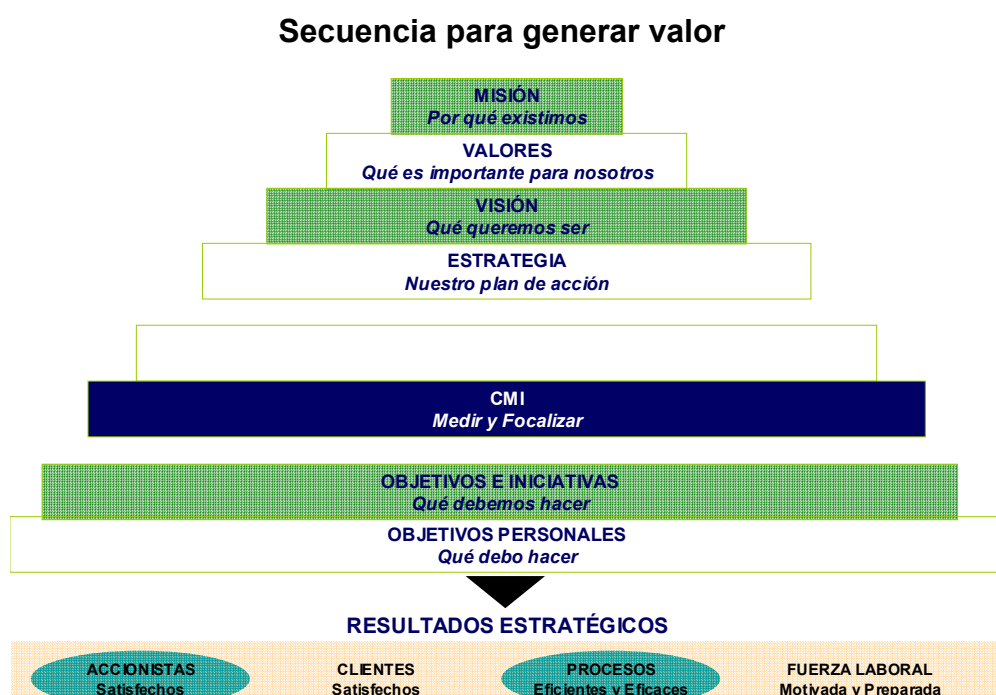 Secuencia para generar valor
MISIÓN
Por qué existimos
VALORES
Qué es importante para nosotros
VISIÓN
Qué queremos ser
ESTRATEGIA
Nuestro plan de acción
CMI
Medir y Focalizar
OBJETIVOS E INICIATIVAS
Qué debemos hacer
OBJETIVOS PERSONALES
Qué debo hacer
RESULTADOS ESTRATÉGICOS
ACCIONISTAS
Satisfechos
CLIENTES
Satisfechos
PROCESOS
Eficientes y Eficaces
FUERZA LABORAL
Motivada y Preparada